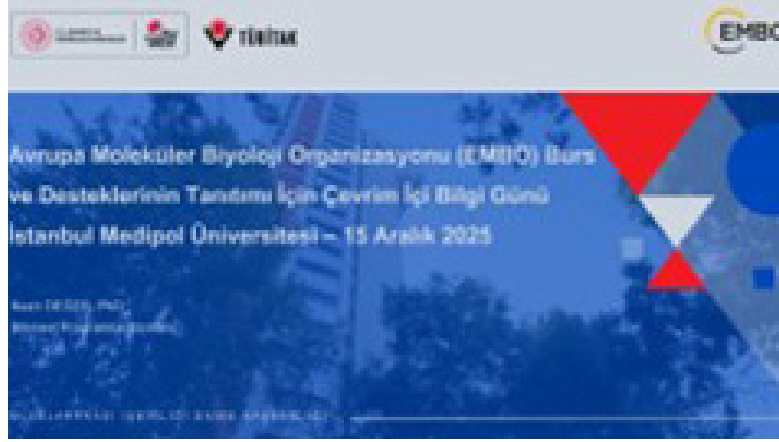 TÜBİTAK
EMBO
Avrupa Moleküler Biyoloji Organizasyonu (EMBO) Burs
ve Desteklerinin Tanıtımı İçin Çevrim İçi Bilgi Günü
İstanbul Medipol Üniversitesi – 15 Aralık 2025